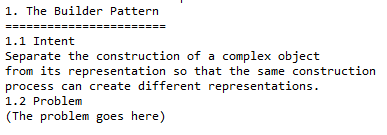 1. The Builder Pattern
=======================
1.1 Intent
Separate the construction of a complex object
from its representation so that the same construction
process can create different representations.
1.2 Problem
(The problem goes here)